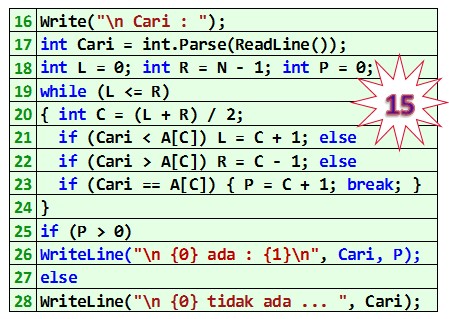 16 Write("\n Cari : ");
17 int Cari = int.Parse(ReadLine());
18 int L = 0; int R = N - 1; int P = 0;
19 while (L <= R)
20 { int C = (L + R) / 2;
21 if (Cari < A[C]) L = C + 1; else
22 if (Cari > A[C]) R = C - 1; else
23 if (Cari == A[C]) { P = C + 1; break; }
24 }
25 if (P > 0)
26 WriteLine("\n {0} ada : {1}\n", Cari, P);
27 else
28 WriteLine("\n {0} tidak ada ... ", Cari);
15